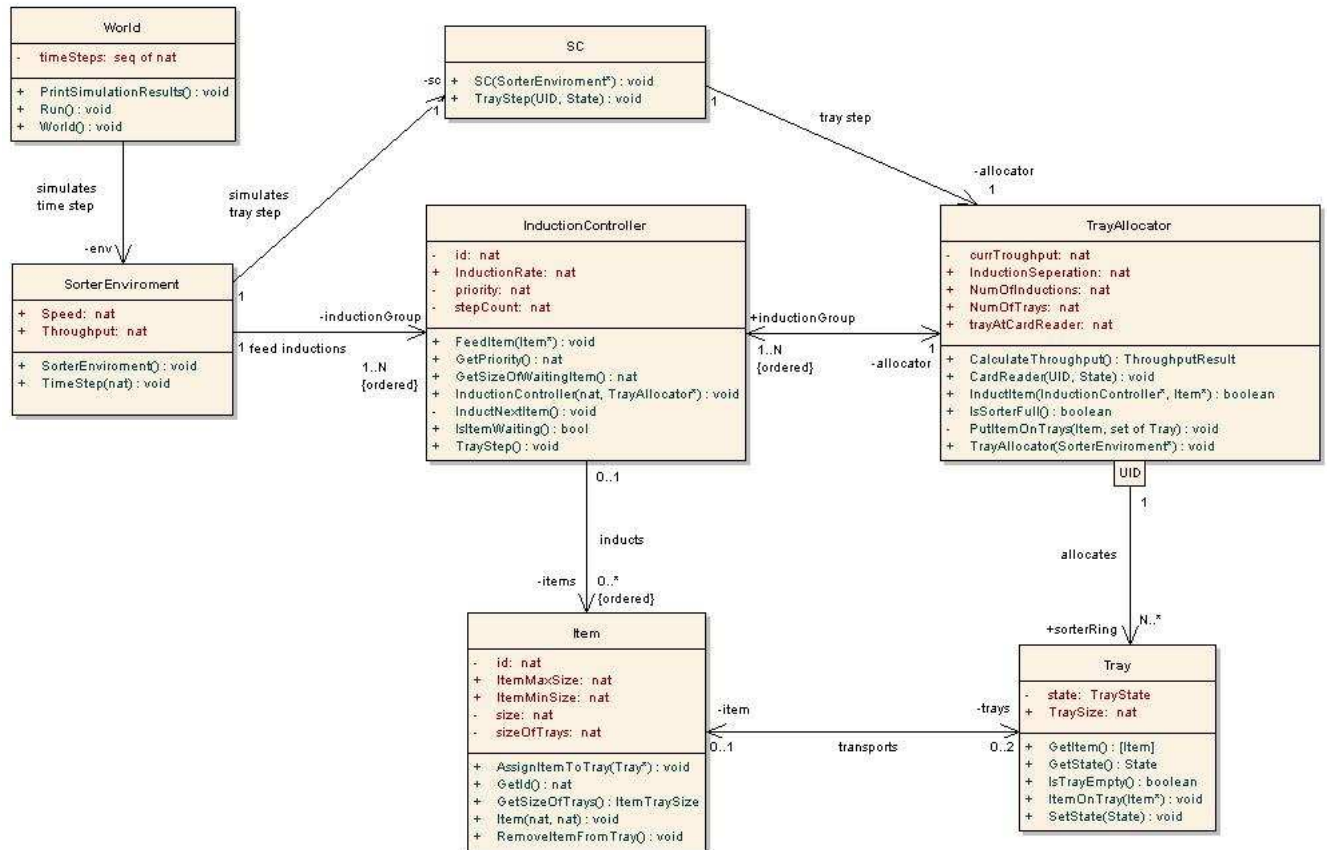 World
- timeSteps: seq of nat
+ PrintSimulationResults() : void
+ Run() : void
+ World() : void
SC
+ SC(SorterEnviroment*) : void
+ TrayStep(UID, State) : void
-sc
1
1
tray step
-allocator
1
simulates
time step
-env
simulates
tray step
SorterEnviroment
+ Speed: nat
+ Throughput: nat
+ SorterEnviroment() : void
+ TimeStep(nat) : void
1
1 feed inductions
-inductionGroup
1..N
{ordered}
InductionController
- id: nat
+ InductionRate: nat
- priority: nat
- stepCount: nat
+ FeedItem(Item*) : void
+ GetPriority() : nat
+ GetSizeOfWaitingItem() : nat
+ InductionController(nat, TrayAllocator*) : void
- InductNextItem() : void
+ IsItemWaiting() : bool
+ TrayStep() : void
+inductionGroup
1..N
{ordered}
1
-allocator
TrayAllocator
- currTroughput: nat
+ InductionSeperation: nat
+ NumOfInductions: nat
+ NumOfTrays: nat
+ trayAtCardReader: nat
+ CalculateThroughput() : ThroughputResult
+ CardReader(UID, State) : void
+ InductItem(InductionController*, Item*) : boolean
+ IsSorterFull() : boolean
- PutItemOnTrays(Item, set of Tray) : void
+ TrayAllocator(SorterEnviroment*) : void
UID
1
allocates
+sorterRing
N..*
0..1
inducts
-items
0..*
{ordered}
Item
- id: nat
+ ItemMaxSize: nat
+ ItemMinSize: nat
- size: nat
- sizeOfTrays: nat
+ AssignItemToTray(Tray*) : void
+ GetId() : nat
+ GetSizeOfTrays() : ItemTraySize
+ Item(nat, nat) : void
+ RemoveItemFromTray() : void
-item
0..1
transports
-trays
0..2
Tray
- state: TrayState
+ TraySize: nat
+ GetItem() : [Item]
+ GetState() : State
+ IsTrayEmpty() : boolean
+ ItemOnTray(Item*) : void
+ SetState(State) : void